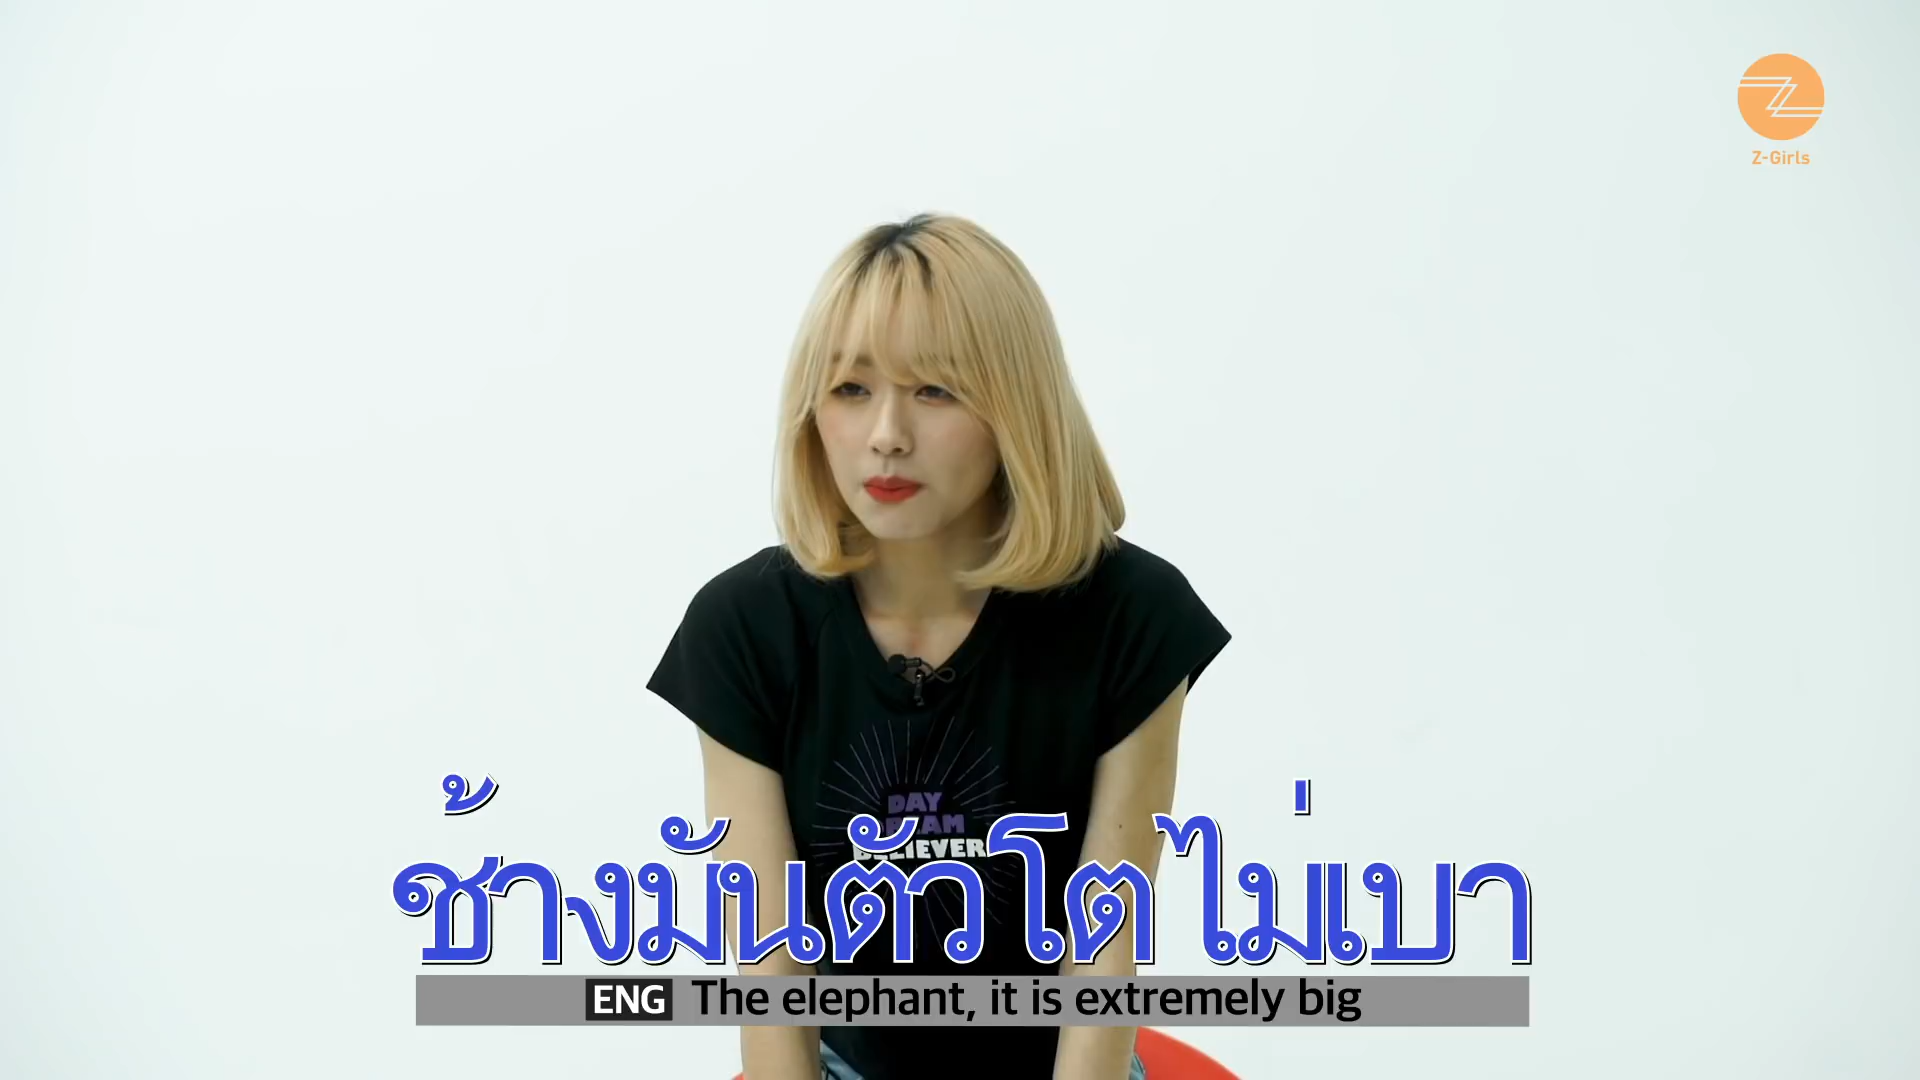 Z-Girls
DAY
DREAM
BELIEVER
ช้างมันตัวโตไม่เบา
ENG The elephant, it is extremely big